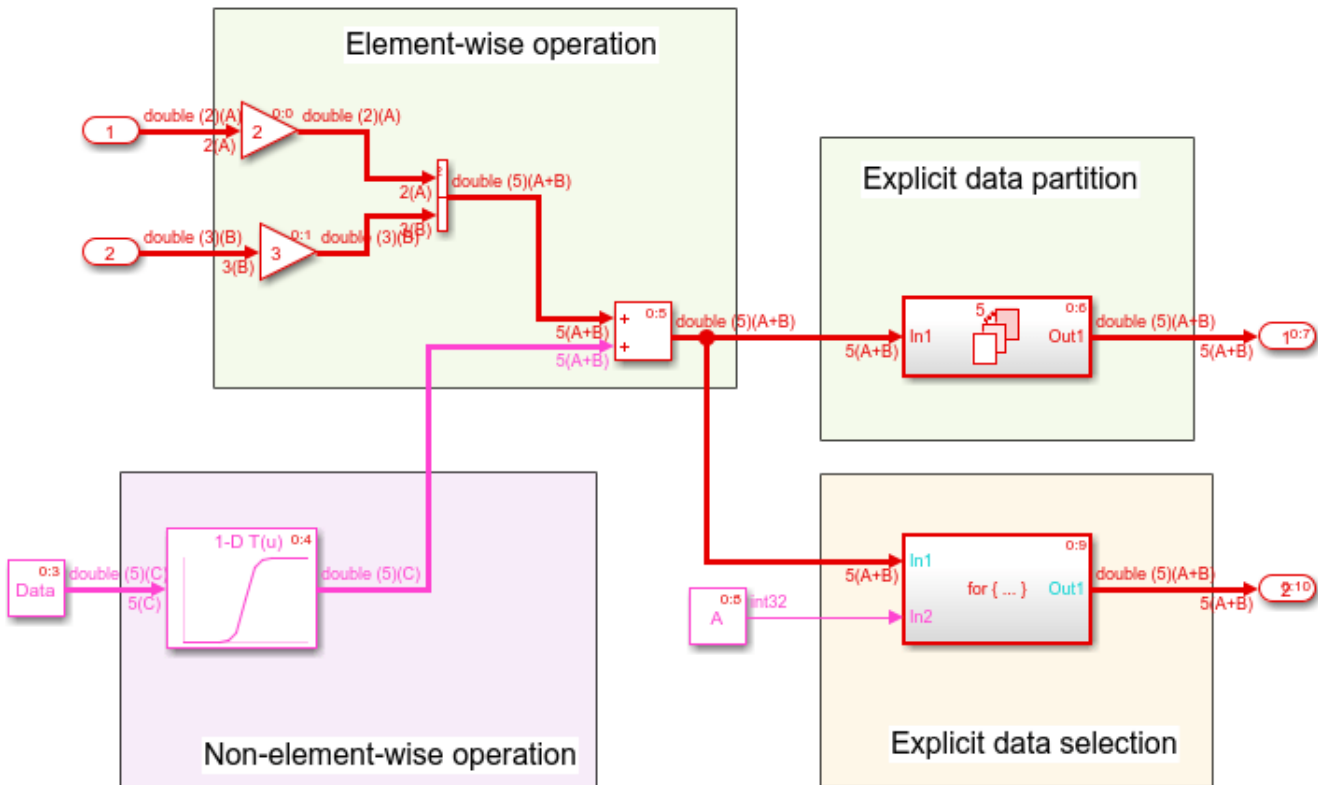 Element-wise operation
1
double (2)(A)
2(A)
0:0
2
double (2)(A)
2(A)
double (5)(A+B)
2
double (3)(B)
3(B)
0:1
3
double (3)(B)
3(B)
0:5
+
+
5(A+B)
5(A+B)
double (5)(A+B)
Explicit data partition
5
0:6
In1
Out1
5(A+B)
double (5)(A+B)
5(A+B)
1
0:7
0:3
Data
double (5)(C)
5(C)
1-D T(u)
0:4
double (5)(C)
Non-element-wise operation
A
int32
5(A+B)
0:9
In1
In2
for { ... }
Out1
double (5)(A+B)
5(A+B)
2
0:10
Explicit data selection